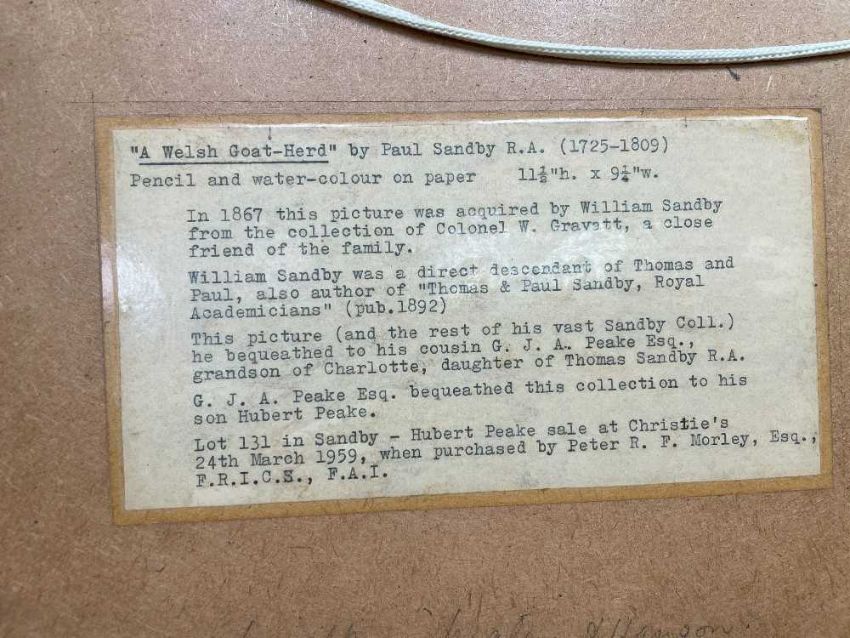 "A Welsh Goat-Herd" by Paul Sandby R.A. (1725-1809)
Pencil and water-colour on paper 11½"h. x 9¼"w.
In 1867 this picture was acquired by William Sandby
from the collection of Colonel W. Gravatt, a close
friend of the family.
William Sandby was a direct descendant of Thomas and
Paul, also author of "Thomas & Paul Sandby, Royal
Academicians" (pub.1892)
This picture (and the rest of his vast Sandby Coll.)
he bequeathed to his cousin G. J. A. Peake Esq.,
grandson of Charlotte, daughter of Thomas Sandby R.A.
G. J. A. Peake Esq. bequeathed this collection to his
son Hubert Peake.
Lot 131 in Sandby - Hubert Peake sale at Christie's
24th March 1959, when purchased by Peter R. F. Morley, Esq.,
F.R.I.C.S., F.A.I.